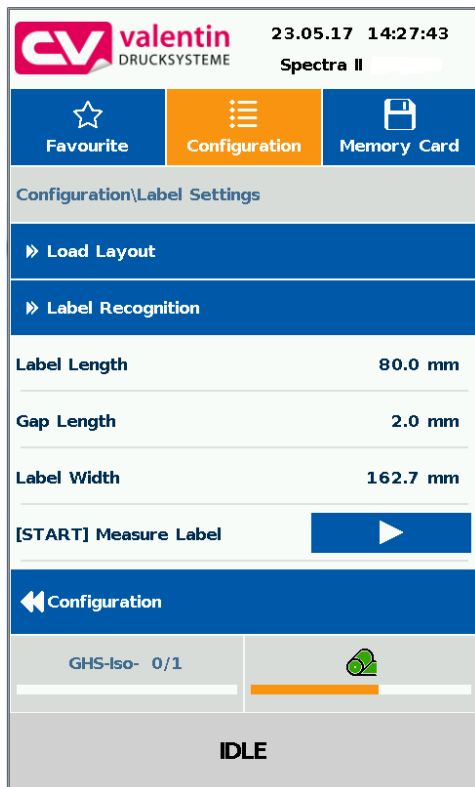 valentin 23.05.17 14:27:43
DRUCKSYSTEME Spectra II
Favourite Configuration Memory Card
Configuration\Label Settings
Load Layout
Label Recognition
Label Length 80.0 mm
Gap Length 2.0 mm
Label Width 162.7 mm
[START] Measure Label
Configuration
GHS-Iso- 0/1
IDLE